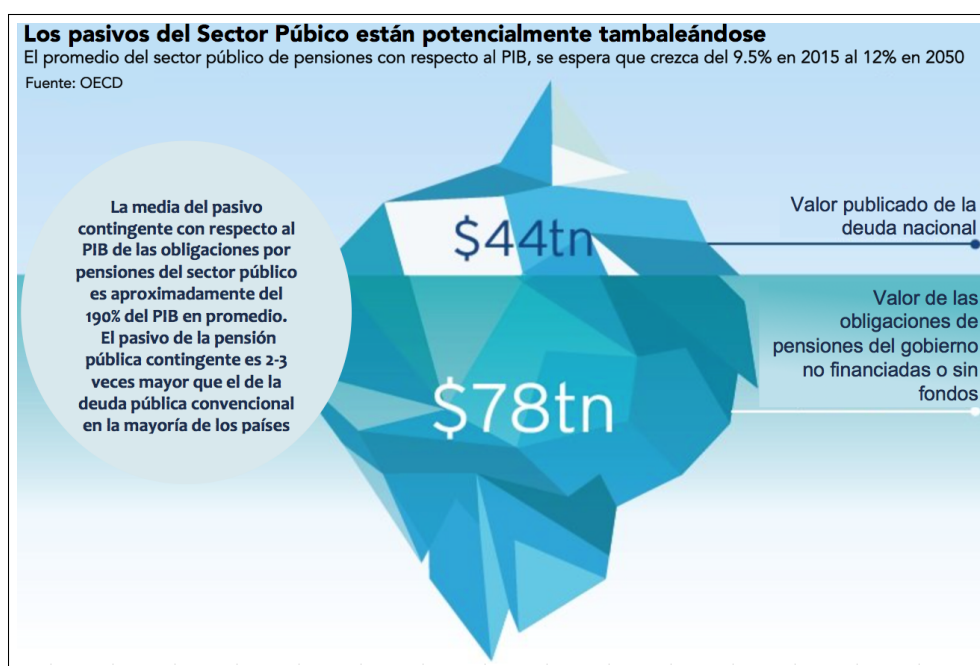 Los pasivos del Sector Púbico están potencialmente tambaleándose
El promedio del sector público de pensiones con respecto al PIB, se espera que crezca del 9.5% en 2015 al 12% en 2050
Fuente: OECD
La media del pasivo
contingente con respecto al
PIB de las obligaciones por
pensiones del sector público
es aproximadamente del
190% del PIB en promedio.
El pasivo de la pensión
pública contingente es 2-3
veces mayor que el de la
deuda pública convencional
en la mayoría de los países
$44tn
Valor publicado de la
deuda nacional
$78tn
Valor de las
obligaciones de
pensiones del gobierno
no financiadas o sin
fondos